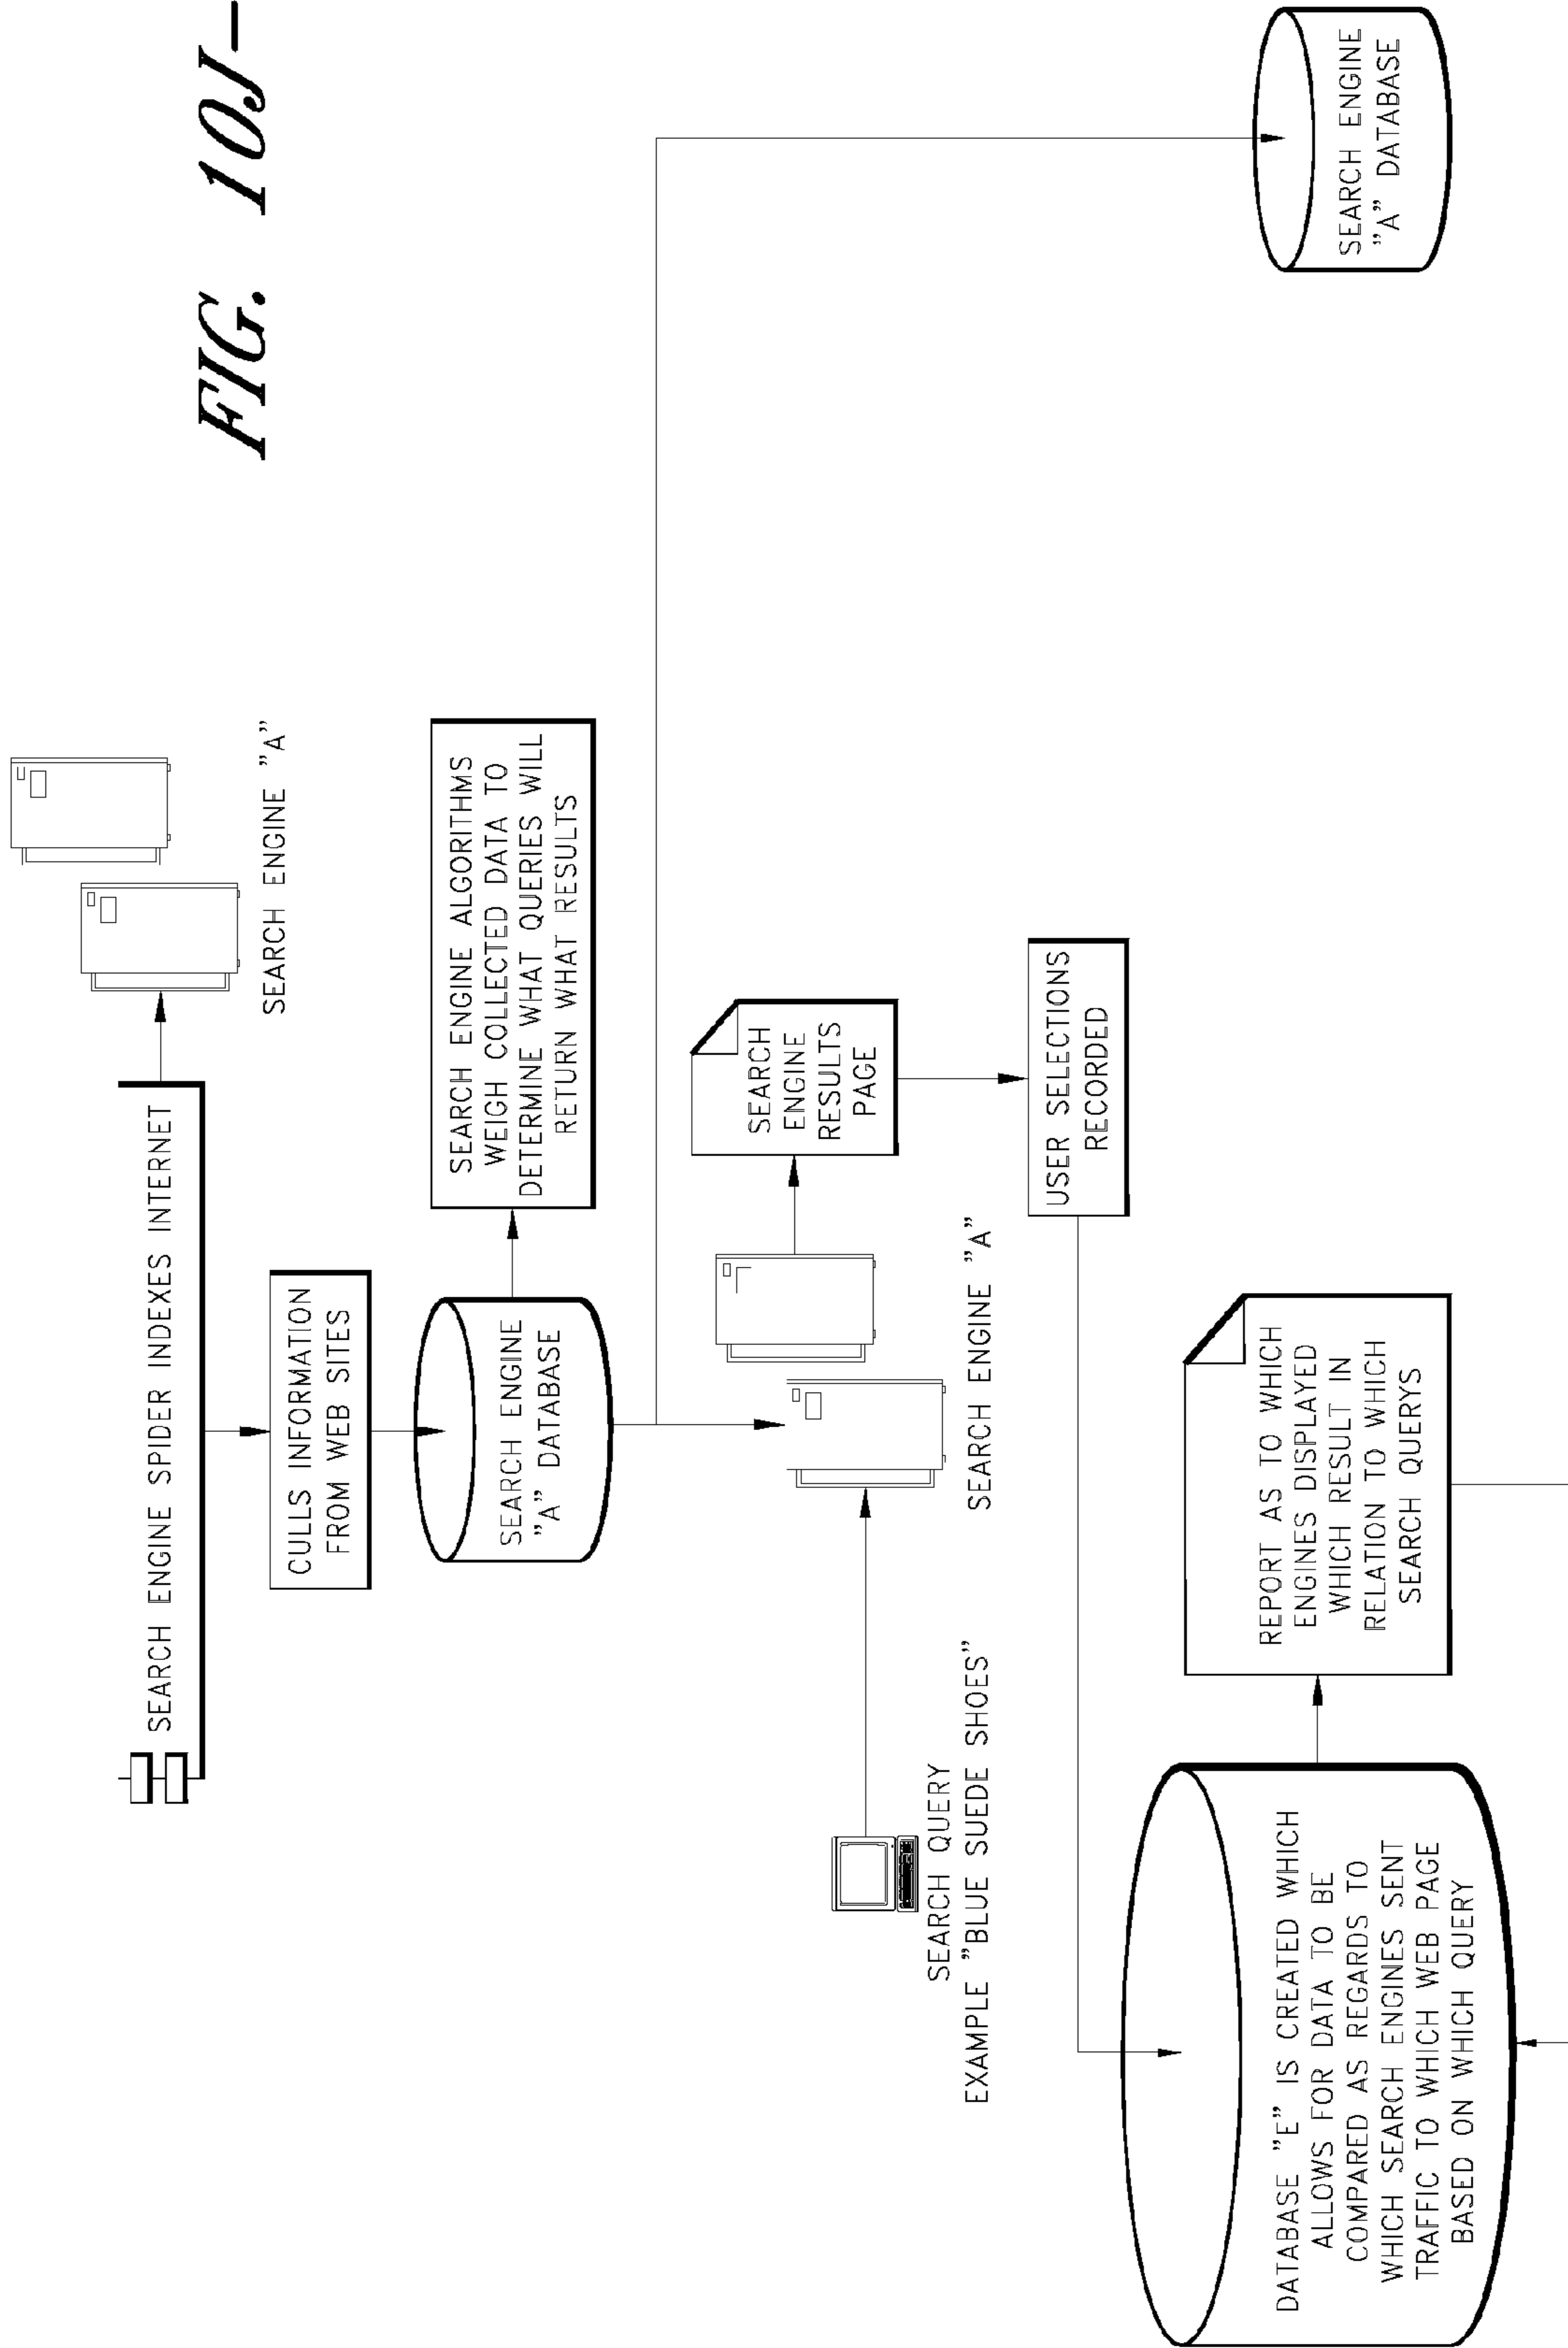 FIG. 10J-
SEARCH ENGINE SPIDER INDEXES INTERNET
SEARCH ENGINE "A"
CULLS INFORMATION
FROM WEB SITES
SEARCH ENGINE
"A" DATABASE
SEARCH ENGINE ALGORITHMS
WEIGH COLLECTED DATA TO
DETERMINE WHAT QUERIES WILL
RETURN WHAT RESULTS
SEARCH QUERY
EXAMPLE "BLUE SUEDE SHOES"
SEARCH ENGINE "A"
SEARCH
ENGINE
RESULTS
PAGE
USER SELECTIONS
RECORDED
DATABASE "E" IS CREATED WHICH
ALLOWS FOR DATA TO BE
COMPARED AS REGARDS TO
WHICH SEARCH ENGINES SENT
TRAFFIC TO WHICH WEB PAGE
BASED ON WHICH QUERY
REPORT AS TO WHICH
ENGINES DISPLAYED
WHICH RESULT IN
RELATION TO WHICH
SEARCH QUERYS
SEARCH ENGINE
"A" DATABASE